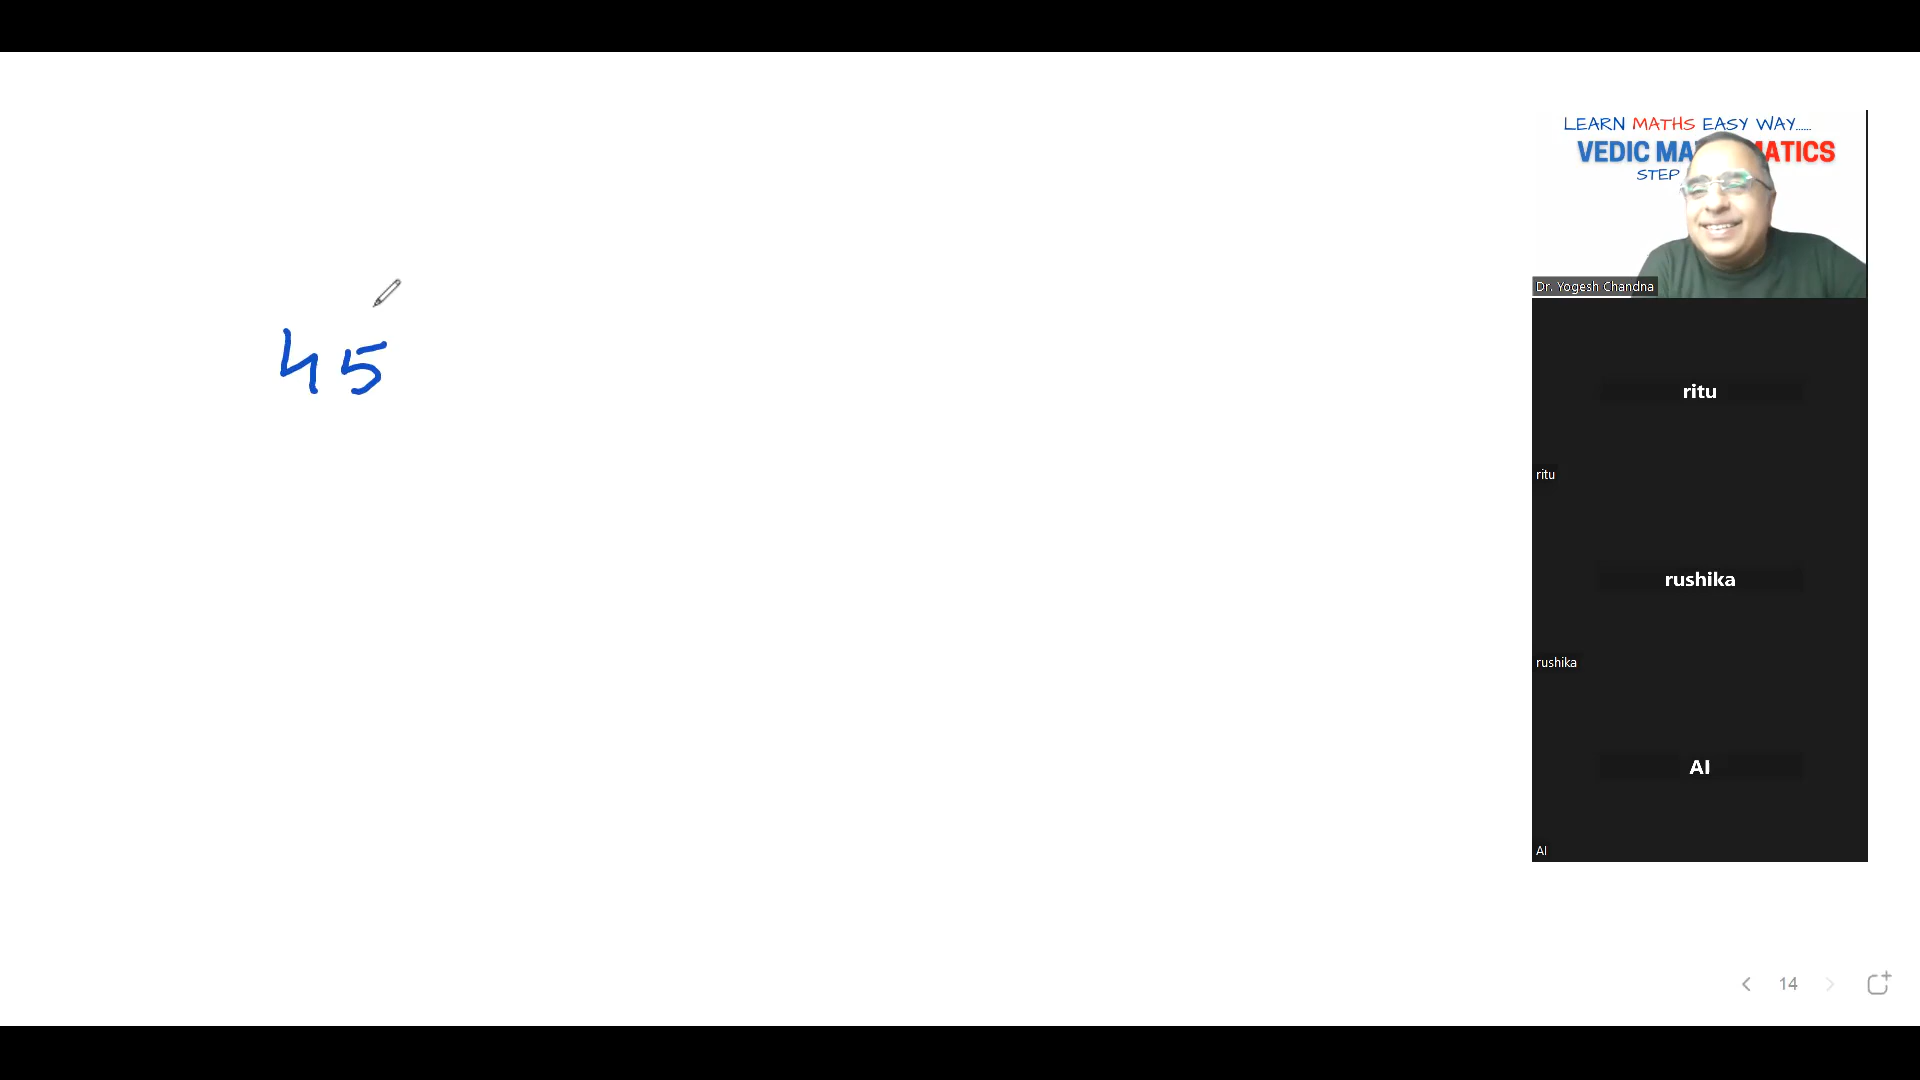 LEARN MATHS EASY WAY......
VEDIC MA ATICS
STEP
45
Dr. Yogesh Chandna
ritu
ritu
rushika
rushika
AI
AI
14